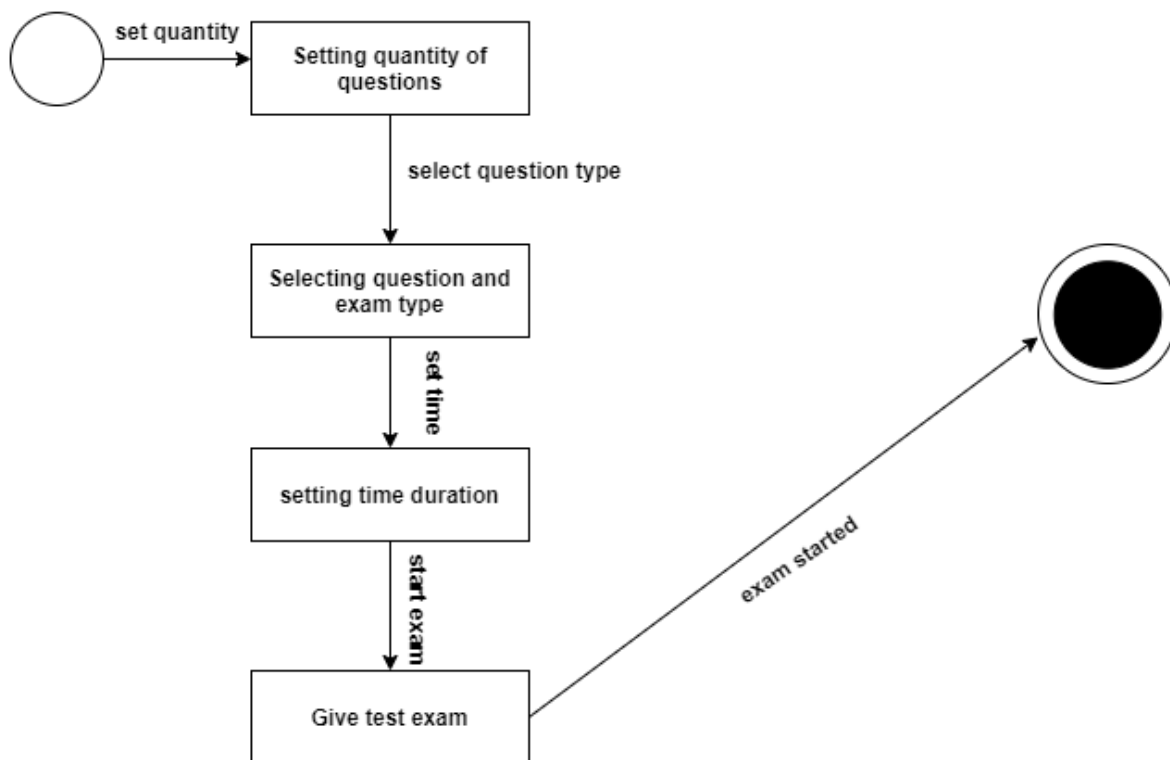 set quantity
Setting quantity of
questions
select question type
Selecting question and
exam type
set time
setting time duration
start exam
Give test exam
exam started